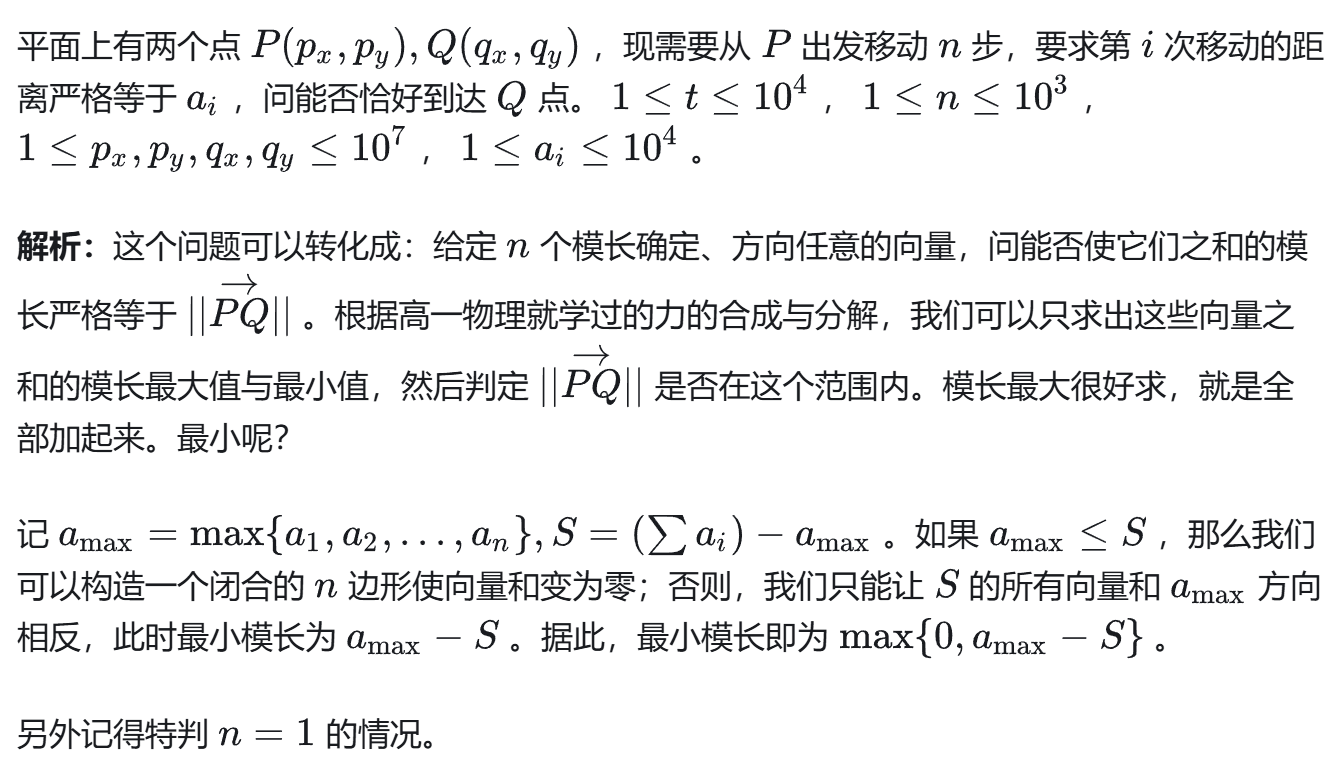 平面上有两个点 $P(p_x, p_y), Q(q_x, q_y)$ ，现需要从 $P$ 出发移动 $n$ 步，要求第 $i$ 次移动的距
离严格等于 $a_i$ ，问能否恰好到达 $Q$ 点。 $1 \le t \le 10^4$ ， $1 \le n \le 10^3$ ，
$1 \le p_x, p_y, q_x, q_y \le 10^7$ ， $1 \le a_i \le 10^4$ 。
解析：这个问题可以转化成：给定 $n$ 个模长确定、方向任意的向量，问能否使它们之和的模
长严格等于 $||\overrightarrow{PQ}||$ 。根据高一物理就学过的力的合成与分解，我们可以只求出这些向量之
和的模长最大值与最小值，然后判定 $||\overrightarrow{PQ}||$ 是否在这个范围内。模长最大很好求，就是全
部加起来。最小呢？
记 $a_{\max} = \max\{a_1, a_2, \ldots, a_n\}, S = (\sum a_i) - a_{\max}$ 。如果 $a_{\max} \le S$ ，那么我们
可以构造一个闭合的 $n$ 边形使向量和变为零；否则，我们只能让 $S$ 的所有向量和 $a_{\max}$ 方向
相反，此时最小模长为 $a_{\max} - S$ 。据此，最小模长即为 $\max\{0, a_{\max} - S\}$ 。
另外记得特判 $n = 1$ 的情况。